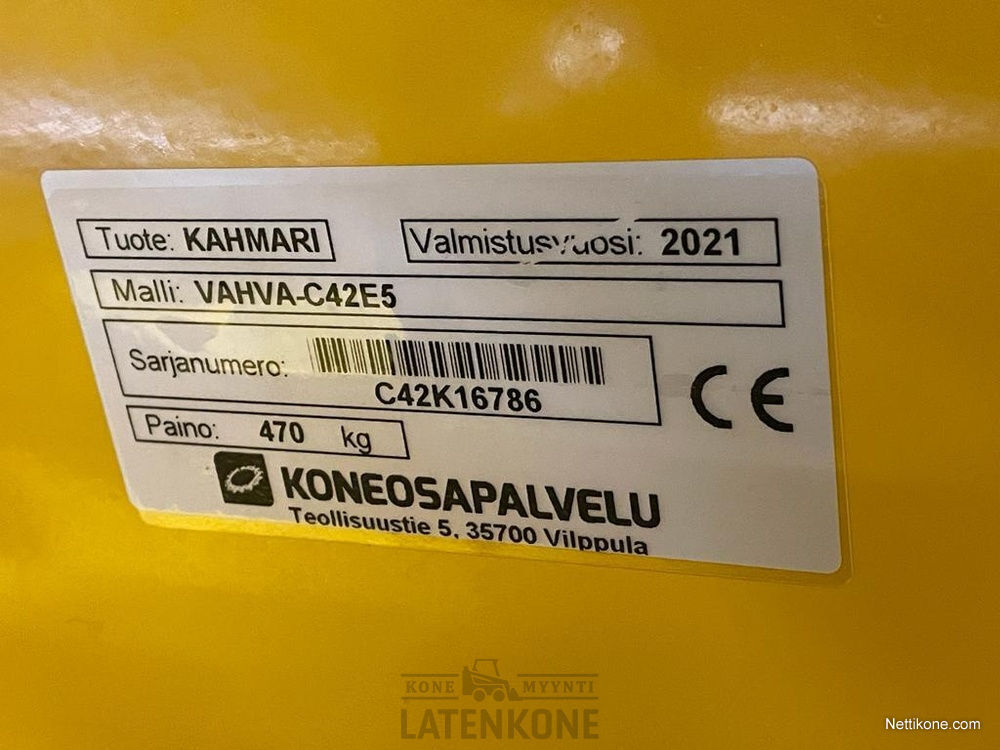 Tuote: KAHMARI
Valmistusvuosi: 2021
Malli: VAHVA-C42E5
Sarjanumero:
C42K16786
Paino: 470 kg
CE
KONEOSAPALVELU
Teollisuustie 5, 35700 Vilppula
KONE MYYNTI
LATENKONE
Nettikone.com